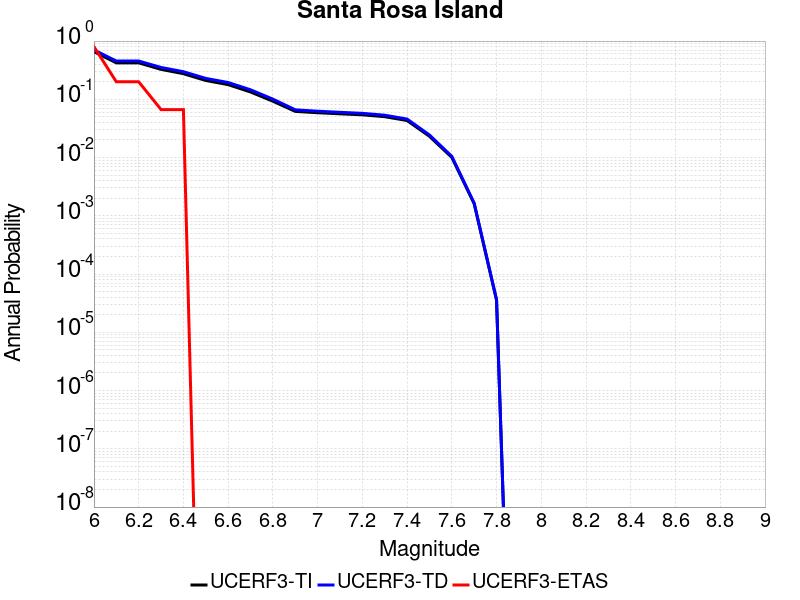 Santa Rosa Island
Annual Probability
10^0
10^-1
10^-2
10^-3
10^-4
10^-5
10^-6
10^-7
10^-8
6 6.2 6.4 6.6 6.8 7 7.2 7.4 7.6 7.8 8 8.2 8.4 8.6 8.8 9
Magnitude
UCERF3-TI UCERF3-TD UCERF3-ETAS